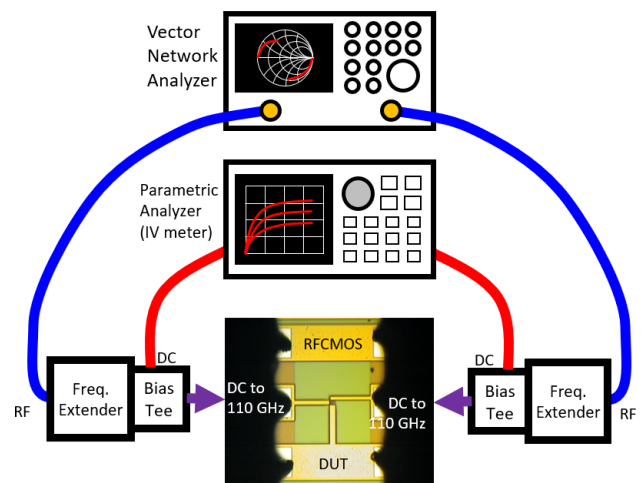 Vector
Network
Analyzer
Parametric
Analyzer
(IV meter)
RFCMOS
DC
DC
Freq.
Extender
Bias
Tee
DC to
110 GHz
DC to
110 GHz
Bias
Tee
Freq.
Extender
RF
RF
DUT